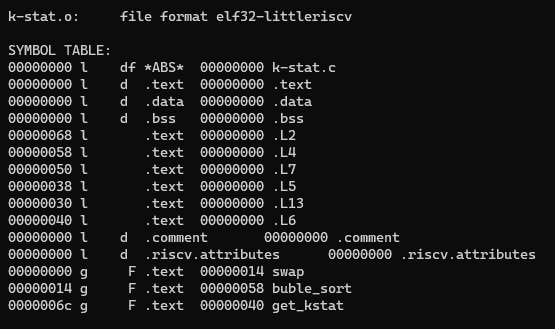 k-stat.o:     file format elf32-littleriscv

SYMBOL TABLE:
00000000 l    df *ABS*  00000000 k-stat.c
00000000 l    d  .text  00000000 .text
00000000 l    d  .data  00000000 .data
00000000 l    d  .bss   00000000 .bss
00000068 l       .text  00000000 .L2
00000058 l       .text  00000000 .L4
00000050 l       .text  00000000 .L7
00000038 l       .text  00000000 .L5
00000030 l       .text  00000000 .L13
00000040 l       .text  00000000 .L6
00000000 l    d  .comment       00000000 .comment
00000000 l    d  .riscv.attributes      00000000 .riscv.attributes
00000000 g     F .text  00000014 swap
00000014 g     F .text  00000058 buble_sort
0000006c g     F .text  00000040 get_kstat